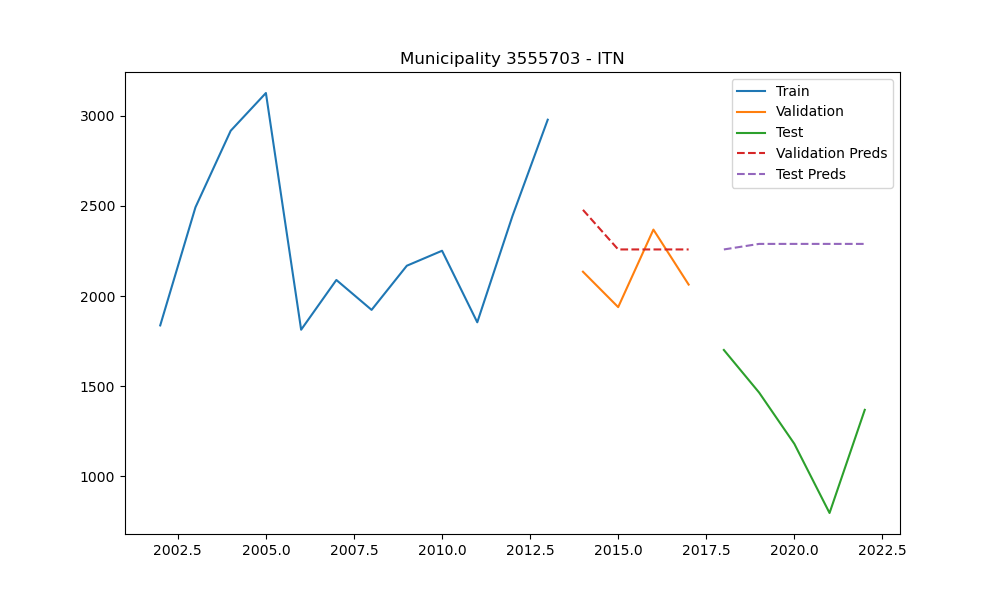 Municipality 3555703 - ITN
Train
Validation
Test
Validation Preds
Test Preds
3000
2500
2000
1500
1000
2002.5 2005.0 2007.5 2010.0 2012.5 2015.0 2017.5 2020.0 2022.5